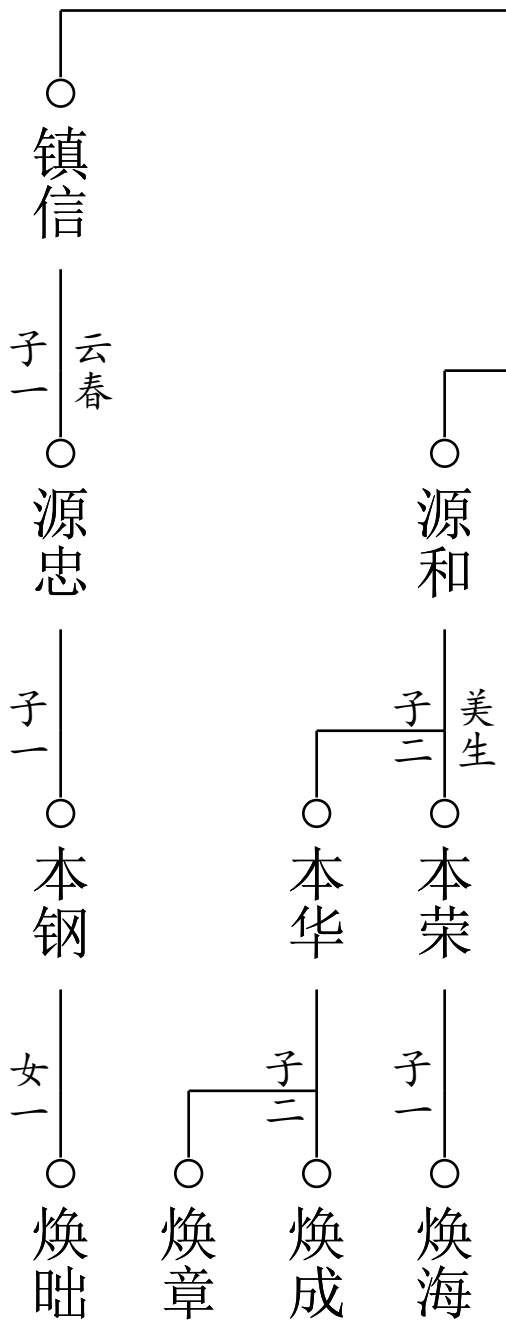 镇信
云春
子一
源和
源忠
美生
子二
子一
本荣
本华
本钢
子一
子二
女一
焕海
焕成
焕章
焕昢